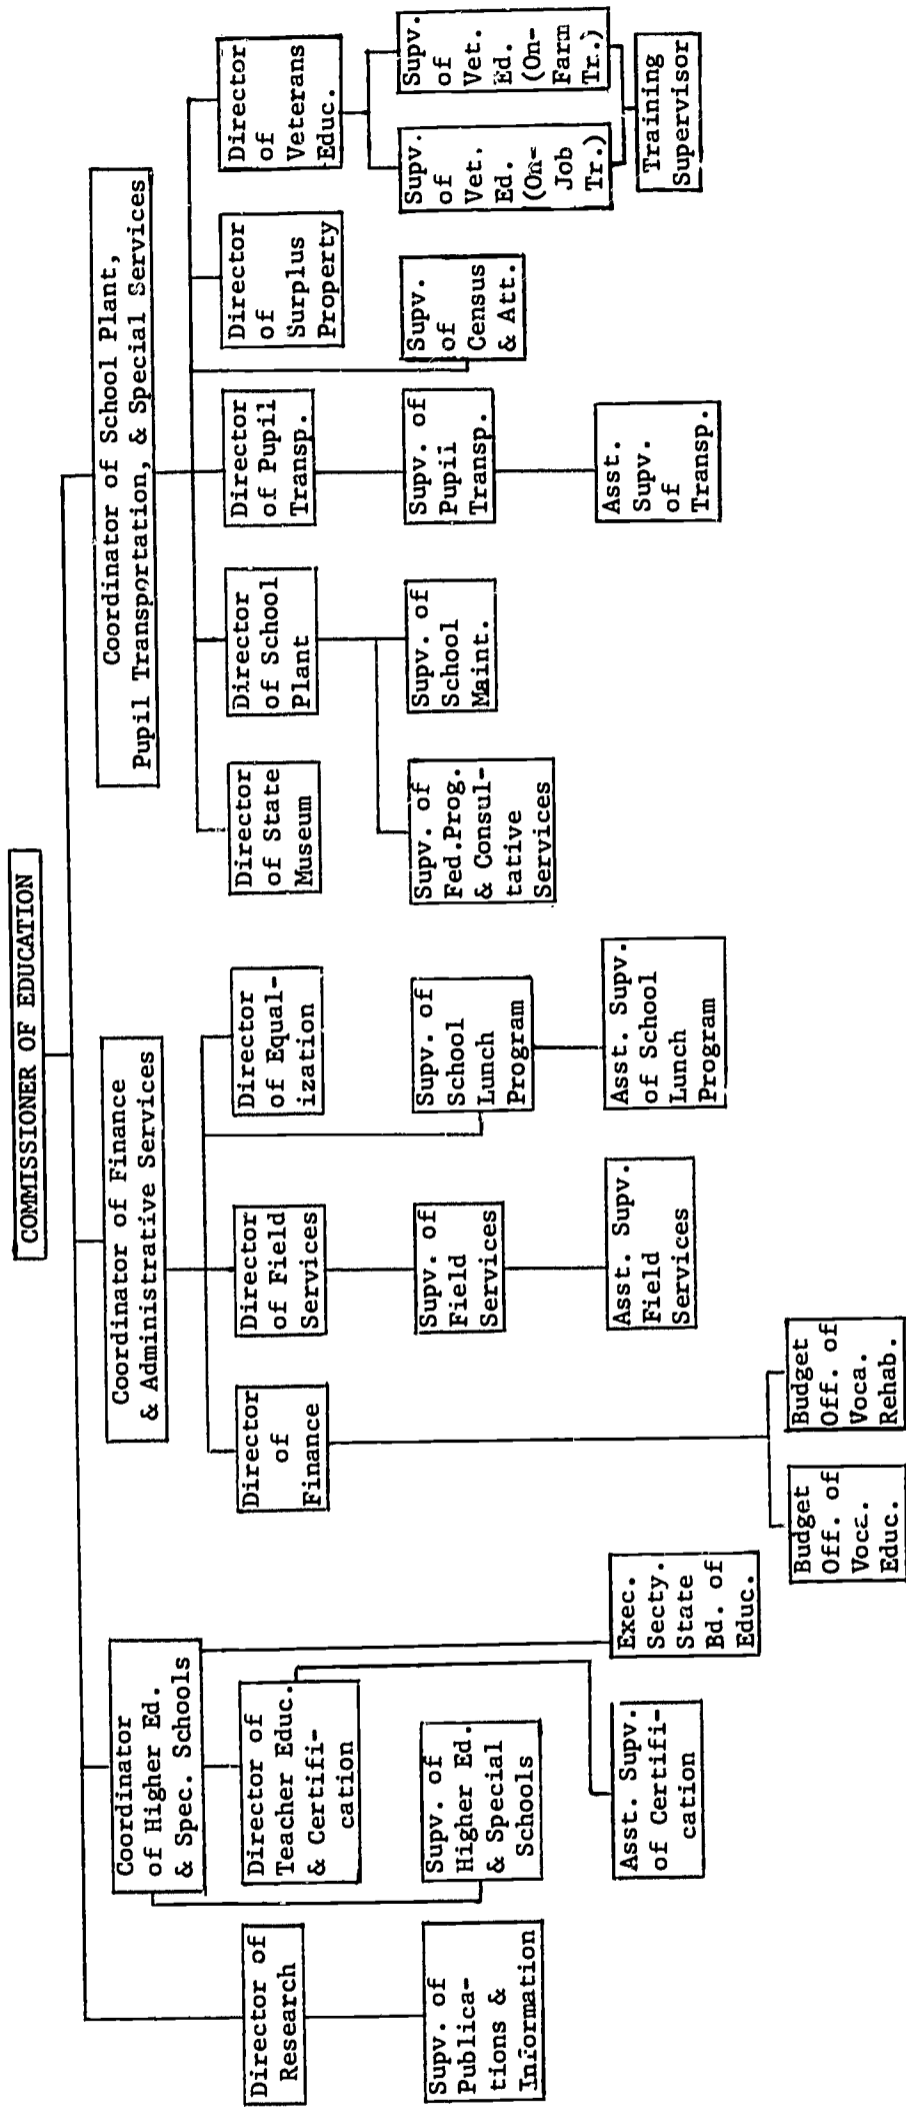 COMMISSIONER OF EDUCATION
Coordinator
of Higher Ed.
& Spec. Schools
Coordinator of Finance
& Administrative Services
Coordinator of School Plant,
Pupil Transportation, & Special Services
Director of
Research
Director of
Teacher Educ.
& Certifi-
cation
Director
of
Finance
Director
of Field
Services
Director
of Equal-
ization
Director
of State
Museum
Director
of School
Plant
Director
of Pupil
Transp.
Director
of
Surplus
Property
Director
of
Veterans
Educ.
Supv. of
Publica-
tions &
Information
Supv. of
Higher Ed.
& Special
Schools
Supv. of
Field
Services
Supv. of
School
Lunch
Program
Supv. of
Fed.Prog.
& Consul-
tative
Services
Supv. of
School
Maint.
Supv. of
Pupil
Transp.
Supv.
of
Census
& Att.
Supv.
of
Vet.
Ed.
(On-
Job
Tr.)
Supv.
of
Vet.
Ed.
(On-
Farm
Tr.)
Asst. Supv.
of Certifi-
cation
Exec.
Secty.
State
Bd. of
Educ.
Asst. Supv.
Field
Services
Asst. Supv.
of School
Lunch
Program
Asst.
Supv.
of
Transp.
Training
Supervisor
Budget
Off. of
Voca.
Educ.
Budget
Off. of
Voca.
Rehab.